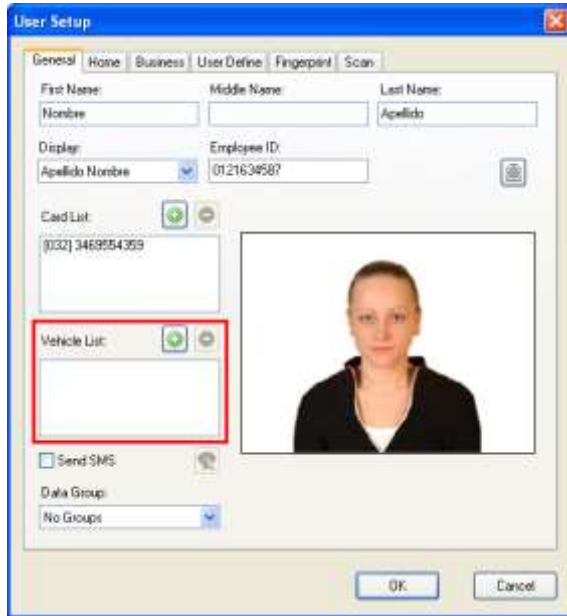 User Setup
General Home Business User Define Fingerprint Scan
First Name: Middle Name: Last Name:
Nombre Apellido
Display: Employee ID:
Apellido Nombre 0121634587
Card List:
[032] 3469554359
Vehicle List:
Send SMS
Data Group:
No Groups
OK Cancel